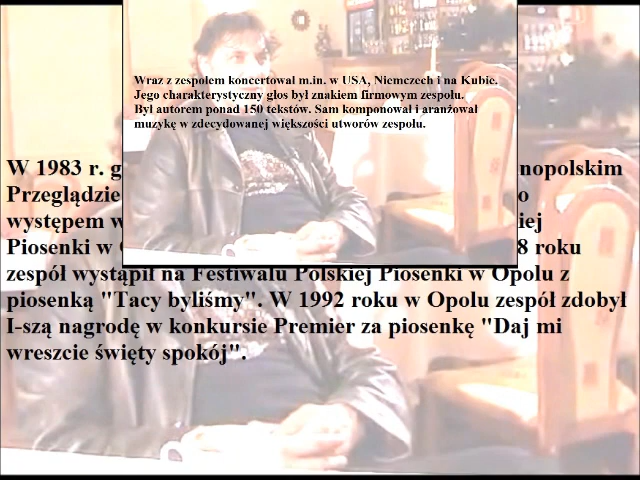 Wraz z zespołem koncertował m.in. w USA, Niemczech i na Kubie.
Jego charakterystyczny głos był znakiem firmowym zespołu.
Był autorem ponad 150 tekstów. Sam komponował i aranżował
muzykę w zdecydowanej większości utworów zespołu.
W 1983 r.
Przeglądzie
występem
Piosenki w roku
zespół wystąpił na Festiwalu Polskiej Piosenki w Opolu z
piosenką "Tacy byliśmy". W 1992 roku w Opolu zespół zdobył
I-szą nagrodę w konkursie Premier za piosenkę "Daj mi
wreszcie święty spokój".